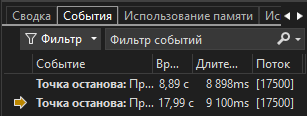 Сводка События Использование памяти Ис
Фильтр Фильтр событий
Событие Вр... Длите... Поток
Точка останова: Пр... 8,89 с 8 898ms [17500]
Точка останова: Пр... 17,99 с 9 100ms [17500]